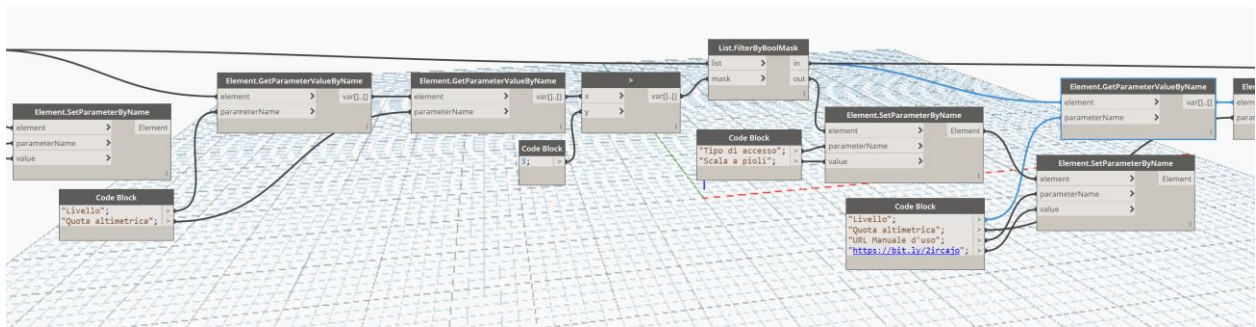 Element.SetParameterByName
element
Element
parameterName
value
Code Block
"Livello";
>
"Quota altimetrica";
>
Element.GetParameterValueByName
element
>
var[]..[]
parameterName
>
Element.GetParameterValueByName
element
>
var[]..[]
parameterName
>
Code Block
3;
>
>
x
>
var[]..[]
y
>
List.FilterByBoolMask
list
>
in
mask
>
out
Code Block
"Tipo di accesso";
>
"Scala a pioli";
>
Element.SetParameterByName
element
>
Element
parameterName
>
value
>
Code Block
"Livello";
>
"Quota altimetrica";
>
"URL Manuale d'uso";
>
"https://bit.ly/2ircajo";
>
Element.GetParameterValueByName
element
>
var[]..[]
parameterName
>
Element.SetParameterByName
element
>
Element
parameterName
>
value
>